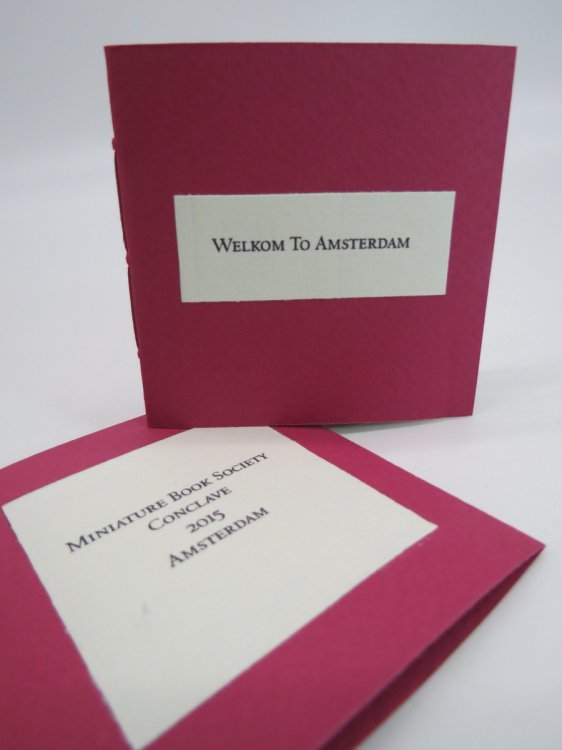 Welkom To Amsterdam
Miniature Book Society
Conclave
2015
Amsterdam